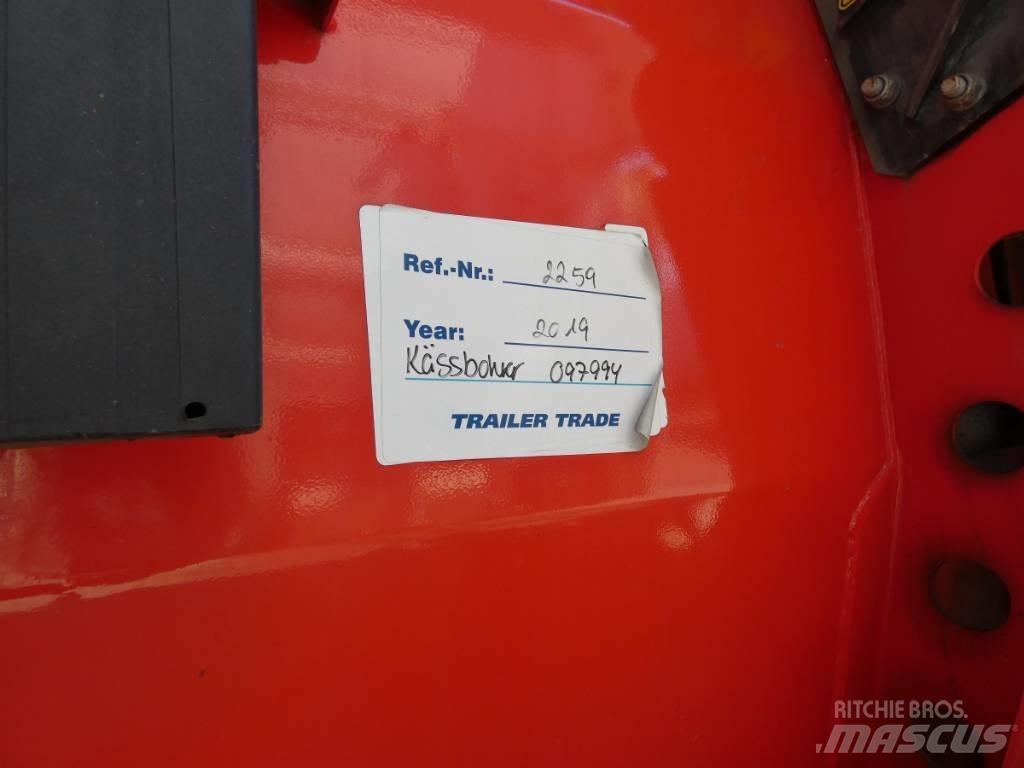 Ref.-Nr.: 2259
Year: 2019
Kässbohrer 097994
TRAILER TRADE
RITCHIE BROS.
MASCUS